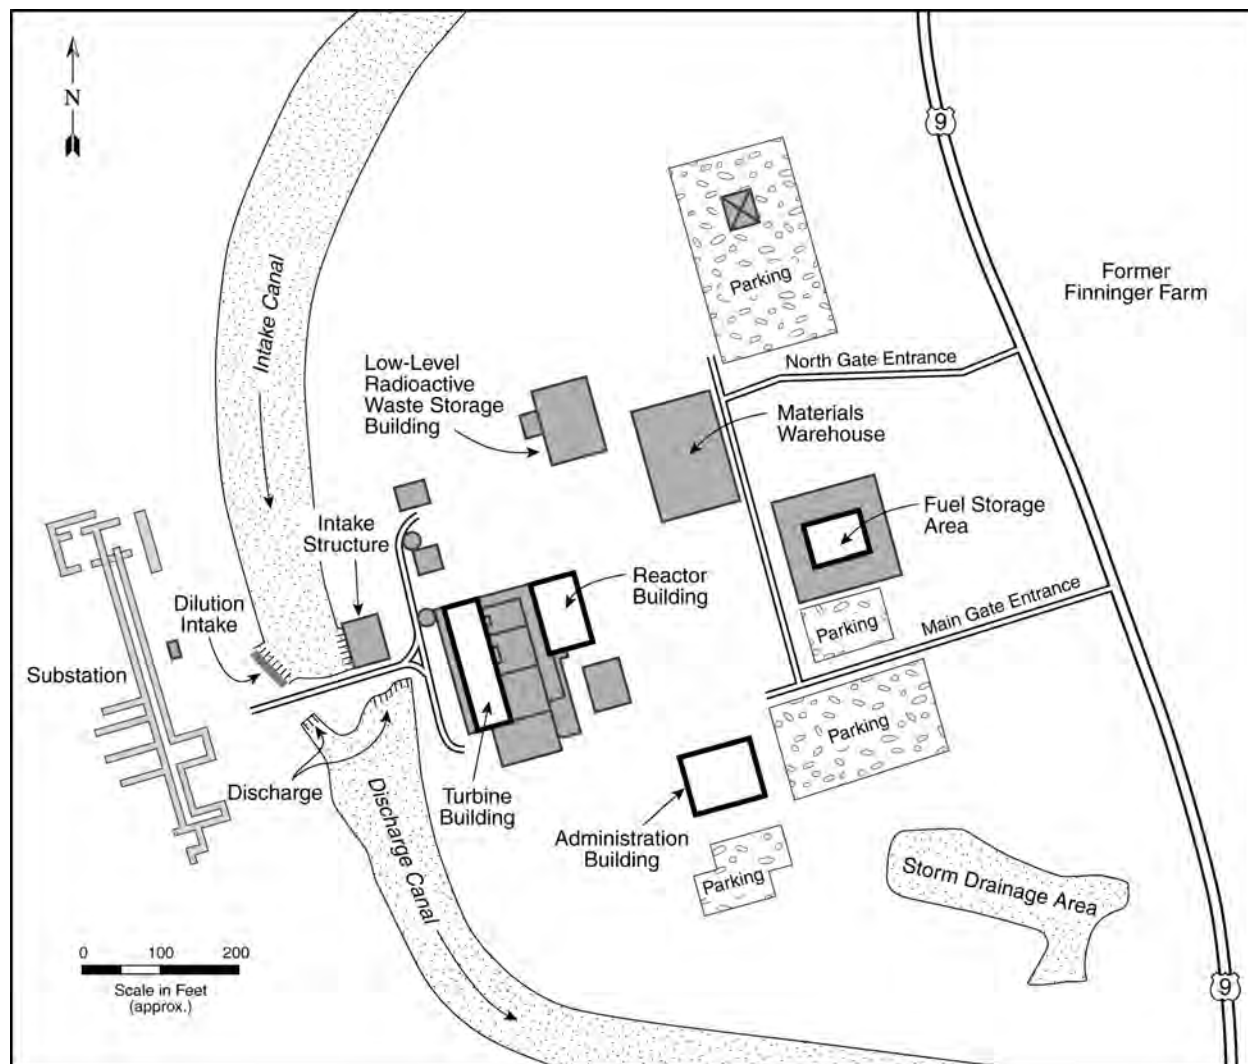 N
9
Intake Canal
Parking
Former
Finninger Farm
North Gate Entrance
Low-Level
Radioactive
Waste Storage
Building
Materials
Warehouse
Fuel Storage
Area
Intake
Structure
Reactor
Building
Dilution
Intake
Main Gate Entrance
Parking
Substation
Parking
Discharge
Turbine
Building
Discharge Canal
Administration
Building
Parking
Storm Drainage Area
0 100 200
Scale in Feet
(approx.)
9